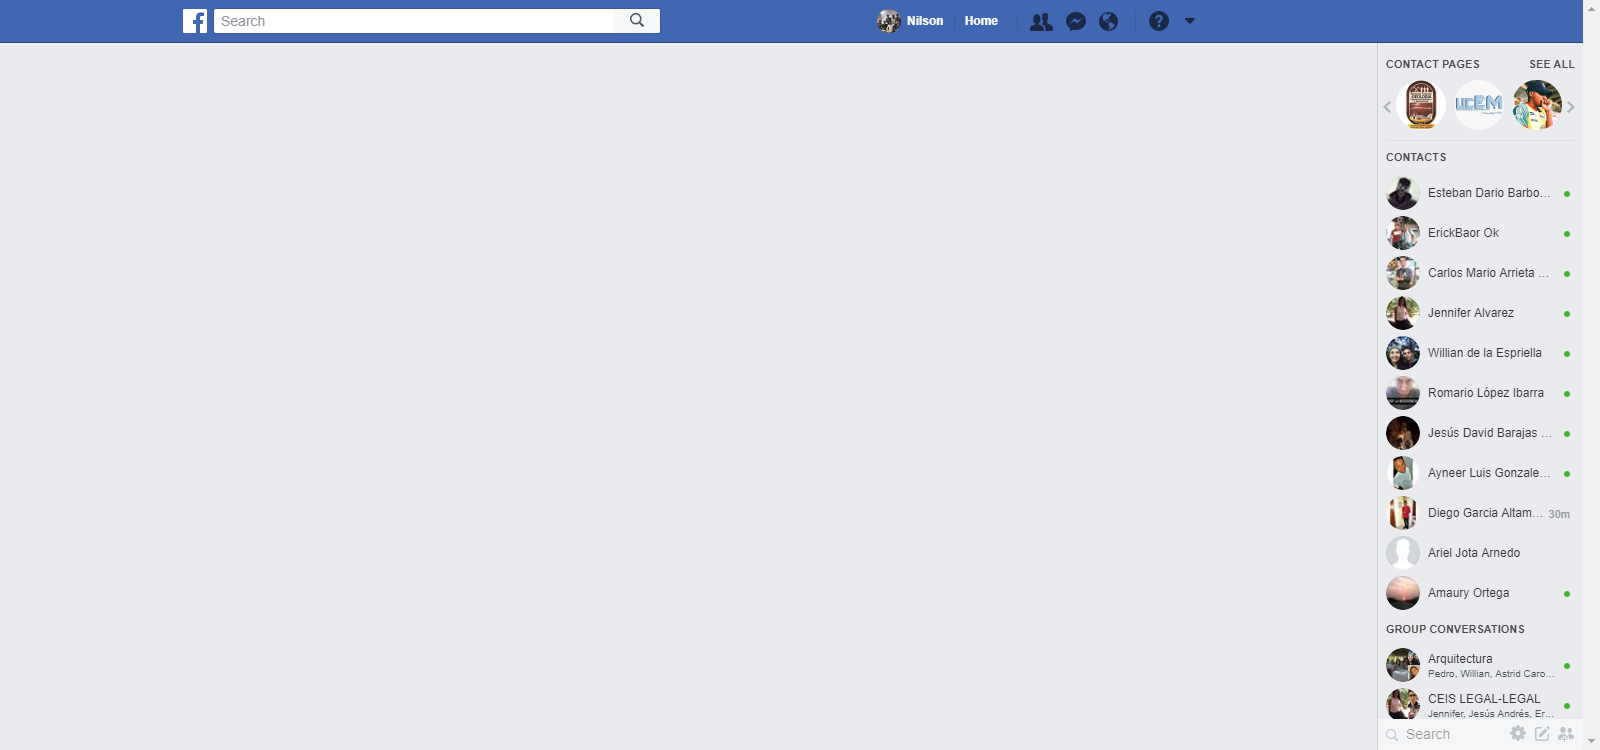 Search
Nilson
Home
CONTACT PAGES
SEE ALL
UCEM
CONTACTS
Esteban Dario Barbo...
ErickBaor Ok
Carlos Mario Arrieta ...
Jennifer Alvarez
Willian de la Espriella
Romario López Ibarra
Jesús David Barajas ...
Ayneer Luis Gonzale...
Diego Garcia Altam...
30m
Ariel Jota Arnedo
Amaury Ortega
GROUP CONVERSATIONS
Arquitectura
Pedro, Willian, Astrid Caro...
CEIS LEGAL-LEGAL
Jennifer, Jesús Andrés, Er...
Search